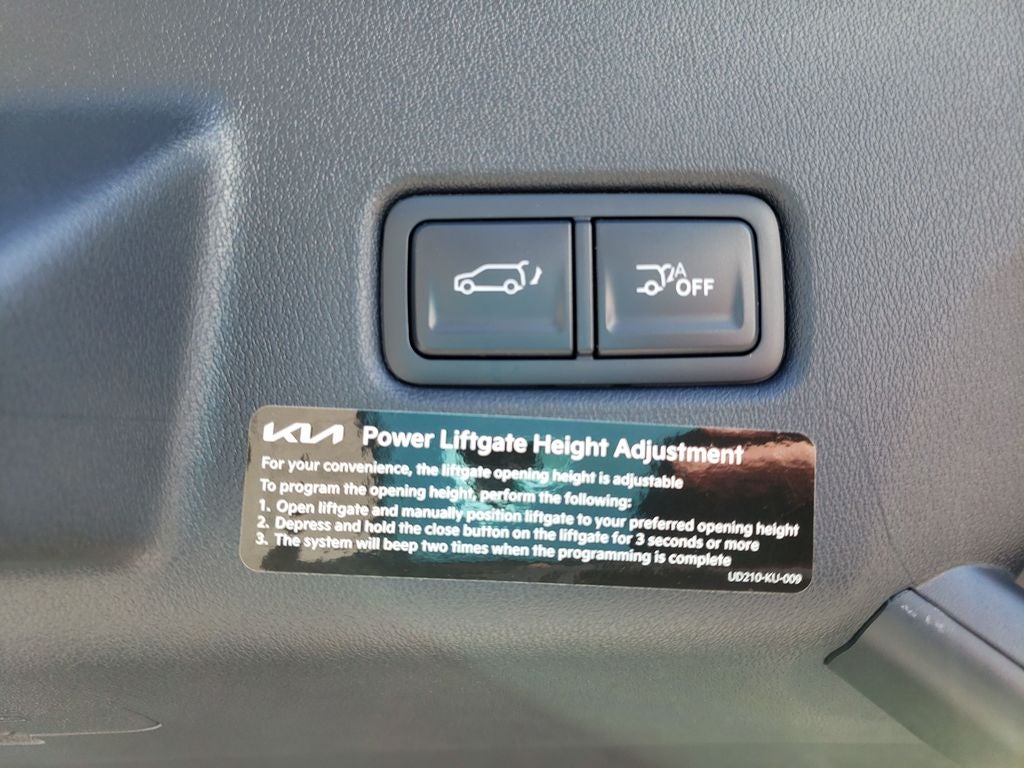 A
OFF
KIA Power Liftgate Height Adjustment
For your convenience, the liftgate opening height is adjustable
To program the opening height, perform the following:
1. Open liftgate and manually position liftgate to your preferred opening height
2. Depress and hold the close button on the liftgate for 3 seconds or more
3. The system will beep two times when the programming is complete
UD210-KU-009